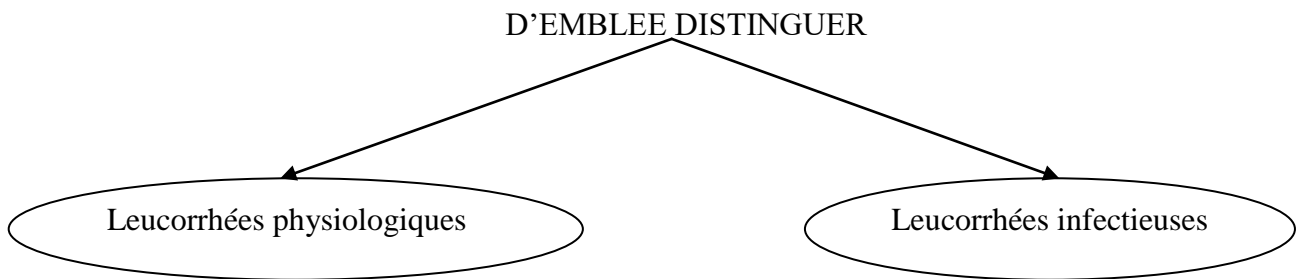 D’EMBLEE DISTINGUER
Leucorrhées physiologiques
Leucorrhées infectieuses